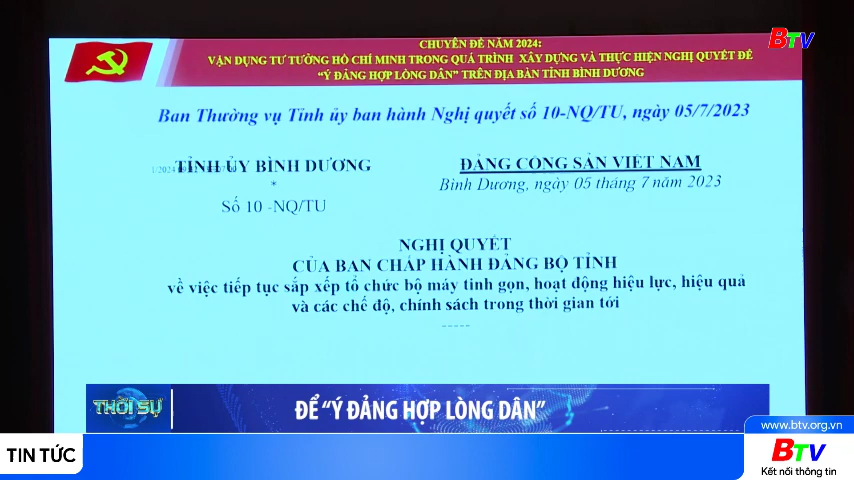 CHUYÊN ĐỀ NĂM 2024:
VẬN DỤNG TƯ TƯỞNG HỒ CHÍ MINH TRONG QUÁ TRÌNH XÂY DỰNG VÀ THỰC HIỆN NGHỊ QUYẾT ĐỂ
“Ý ĐẢNG HỢP LÒNG DÂN” TRÊN ĐỊA BÀN TỈNH BÌNH DƯƠNG
BTV
Ban Thường vụ Tỉnh ủy ban hành Nghị quyết số 10-NQ/TU, ngày 05/7/2023
TỈNH ỦY BÌNH DƯƠNG
*
Số 10 -NQ/TU
ĐẢNG CỘNG SẢN VIỆT NAM
Bình Dương, ngày 05 tháng 7 năm 2023
NGHỊ QUYẾT
CỦA BAN CHẤP HÀNH ĐẢNG BỘ TỈNH
về việc tiếp tục sắp xếp tổ chức bộ máy tinh gọn, hoạt động hiệu lực, hiệu quả
và các chế độ, chính sách trong thời gian tới
-----
THỜI SỰ
ĐỂ “Ý ĐẢNG HỢP LÒNG DÂN”
TIN TỨC
www.btv.org.vn
BTV
Kết nối thông tin